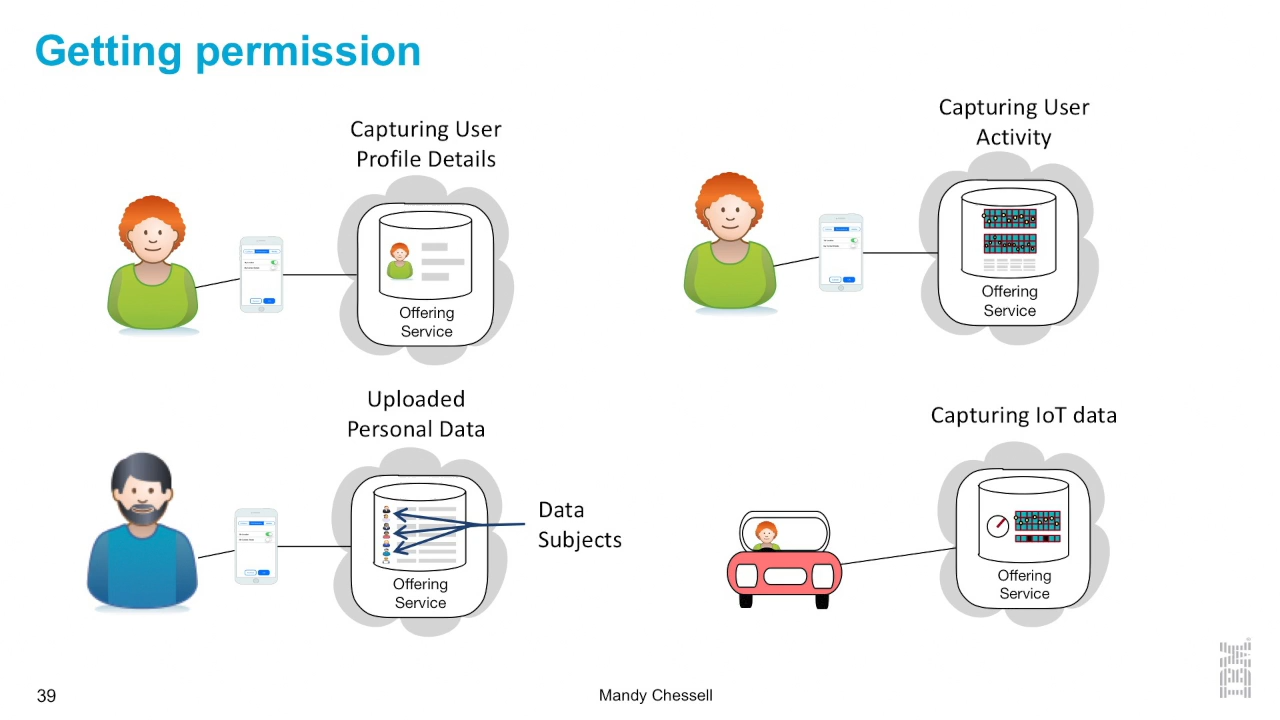 Getting permission
Capturing User
Profile Details
Offering
Service
Capturing User
Activity
Offering
Service
Uploaded
Personal Data
Offering
Service
Data
Subjects
Capturing IoT data
Offering
Service
39
Mandy Chessell
IBM